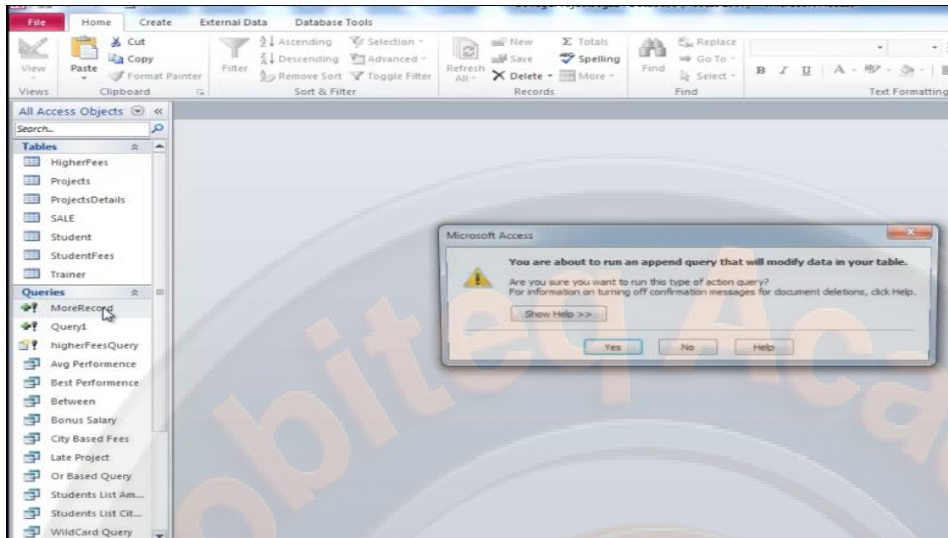 File Home Create External Data Database Tools
Cut Ascending Selection New Totals Replace
Copy Descending Advanced Save Spelling Go To
View Paste Format Painter Filter Remove Sort Toggle Filter Refresh All Delete More Find Select B I U A
Views Clipboard Sort & Filter Records Find Text Formatting
All Access Objects
Search...
Tables
HigherFees
Projects
ProjectsDetails
SALE
Student
StudentFees
Trainer
Queries
MoreRecord
Query1
higherFeesQuery
Avg Performence
Best Performence
Between
Bonus Salary
City Based Fees
Late Project
Or Based Query
Students List Am...
Students List Cit...
WildCard Query
Microsoft Access
You are about to run an append query that will modify data in your table.
Are you sure you want to run this type of action query?
For information on turning off confirmation messages for document deletions, click Help.
Show Help >>
Yes No Help